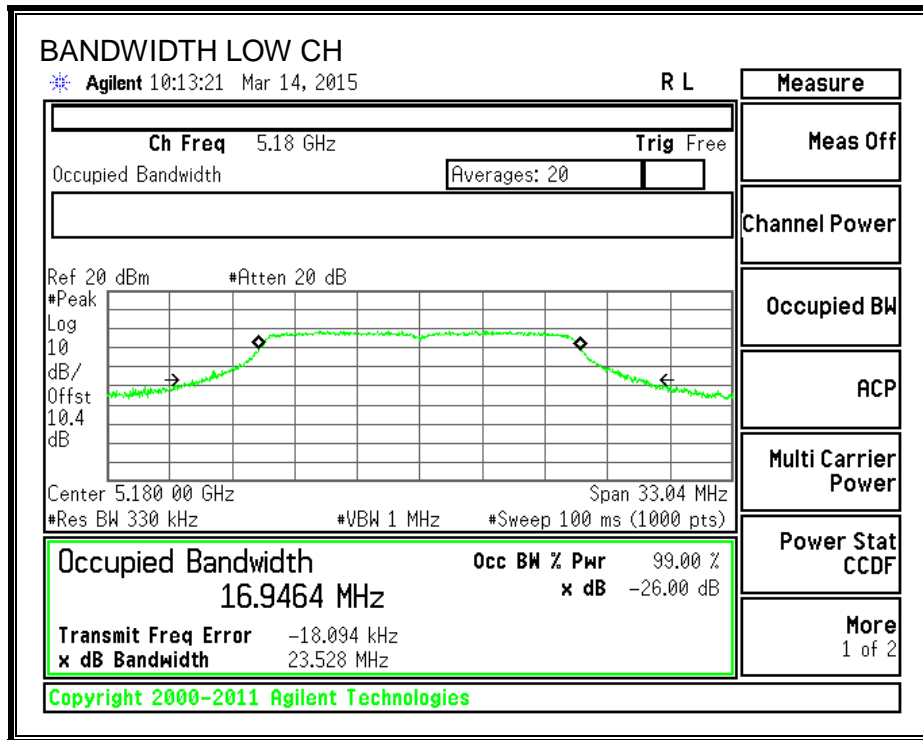 BANDWIDTH LOW CH
Agilent 10:13:21 Mar 14, 2015 R L
Measure
Ch Freq 5.18 GHz Trig Free
Meas Off
Occupied Bandwidth Averages: 20
Channel Power
Ref 20 dBm #Atten 20 dB
#Peak
Log
10
dB/
Offst
10.4
dB
Occupied BW
ACP
Center 5.180 00 GHz Span 33.04 MHz
#Res BW 330 kHz #VBW 1 MHz #Sweep 100 ms (1000 pts)
Multi Carrier
Power
Occupied Bandwidth Occ BW % Pwr 99.00 %
16.9464 MHz x dB -26.00 dB
Power Stat
CCDF
Transmit Freq Error -18.094 kHz
x dB Bandwidth 23.528 MHz
More
1 of 2
Copyright 2000-2011 Agilent Technologies